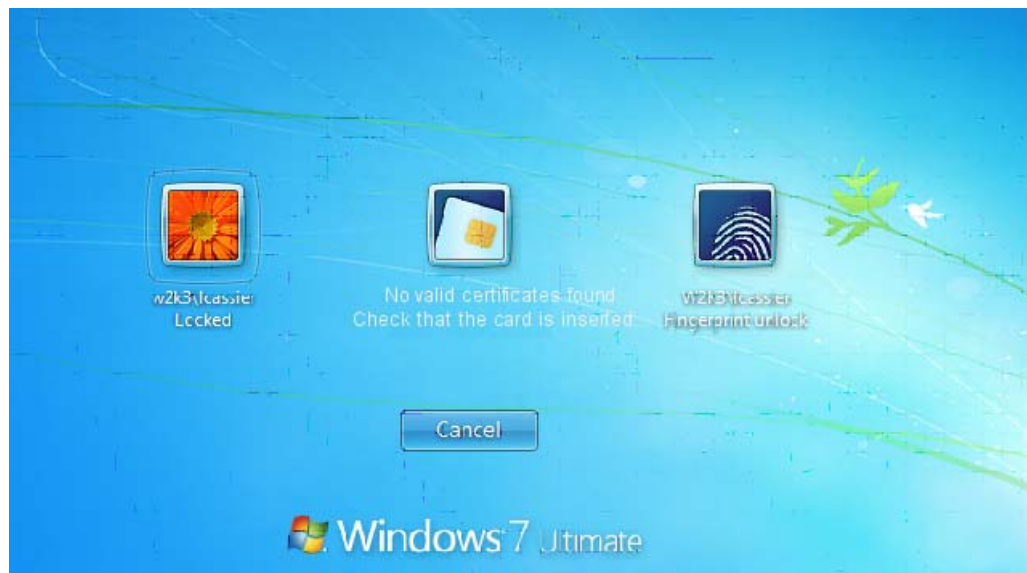 w2k3\lcassier
Locked
No valid certificates found
Check that the card is inserted
W2K3\lcassier
Fingerprint unlock
Cancel
Windows 7 Ultimate